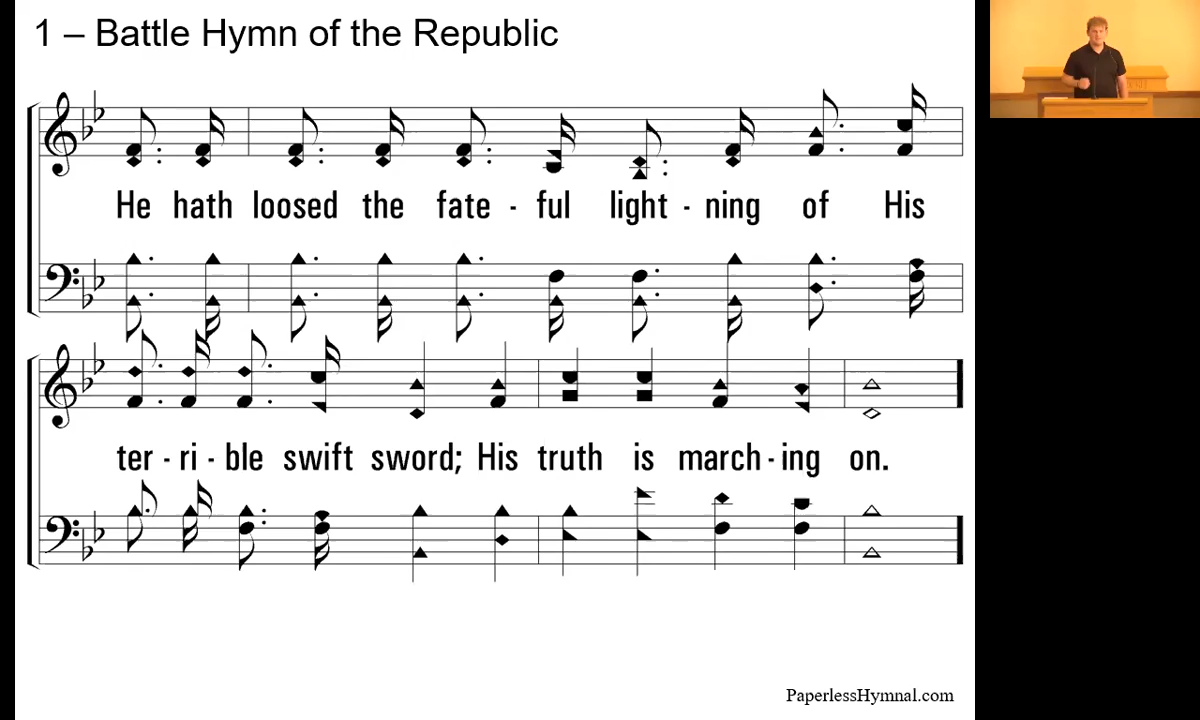 1 – Battle Hymn of the Republic
He hath loosed the fate - ful light - ning of His
ter - ri - ble swift sword; His truth is march - ing on.
PaperlessHymnal.com